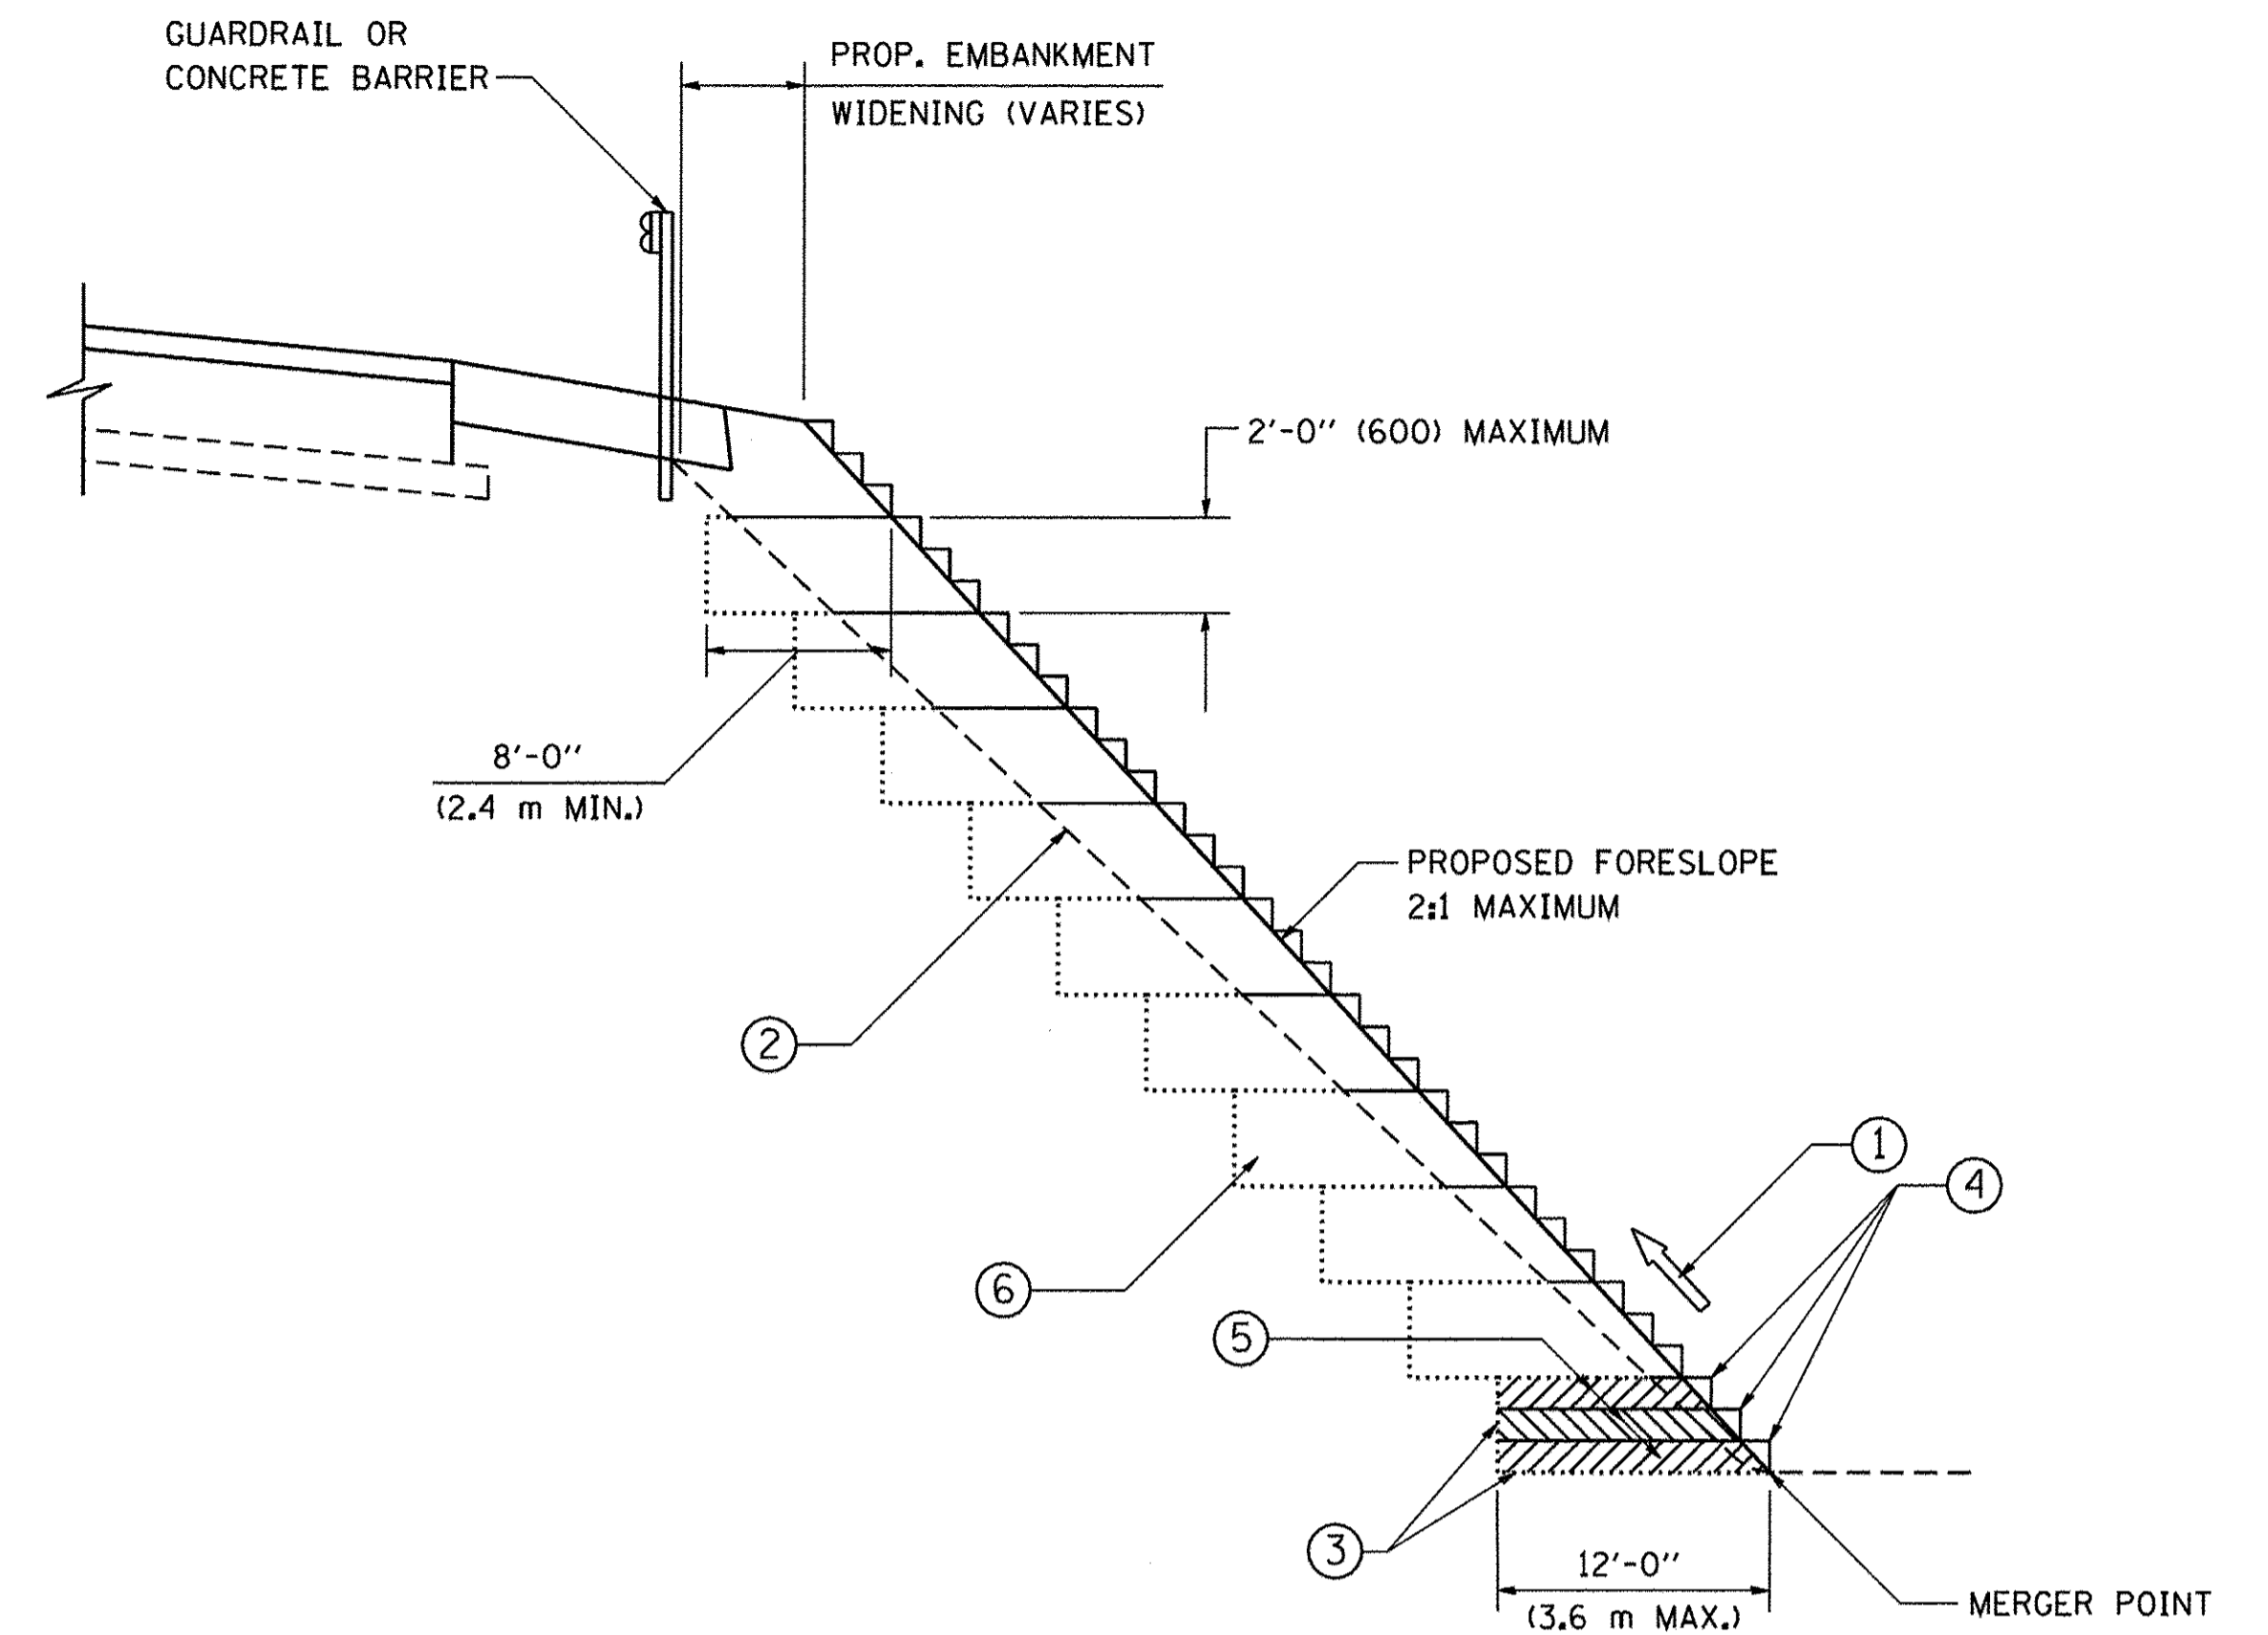 GUARDRAIL OR
CONCRETE BARRIER
PROP. EMBANKMENT
WIDENING (VARIES)
2'-0" (600) MAXIMUM
8'-0"
(2.4 m MIN.)
PROPOSED FORESLOPE
2:1 MAXIMUM
2
1
4
6
5
3
12'-0"
(3.6 m MAX.)
MERGER POINT